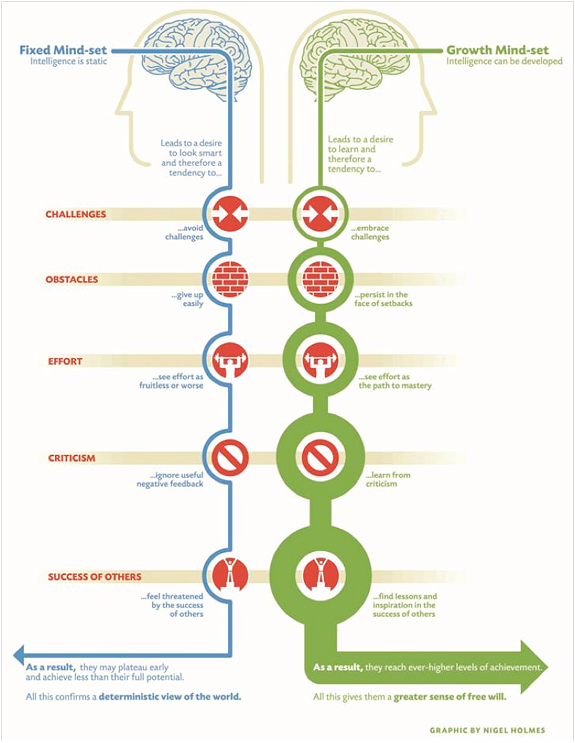 Fixed Mind-set
Intelligence is static
Growth Mind-set
Intelligence can be developed
Leads to a desire
to look smart
and therefore a
tendency to...
Leads to a desire
to learn and
therefore a
tendency to...
CHALLENGES
...avoid
challenges
...embrace
challenges
OBSTACLES
...give up
easily
...persist in the
face of setbacks
EFFORT
...see effort as
fruitless or worse
...see effort as
the path to mastery
CRITICISM
...ignore useful
negative feedback
...learn from
criticism
SUCCESS OF OTHERS
...feel threatened
by the success
of others
...find lessons and
inspiration in the
success of others
As a result, they may plateau early
and achieve less than their full potential.
All this confirms a deterministic view of the world.
As a result, they reach ever-higher levels of achievement.
All this gives them a greater sense of free will.
GRAPHIC BY NIGEL HOLMES